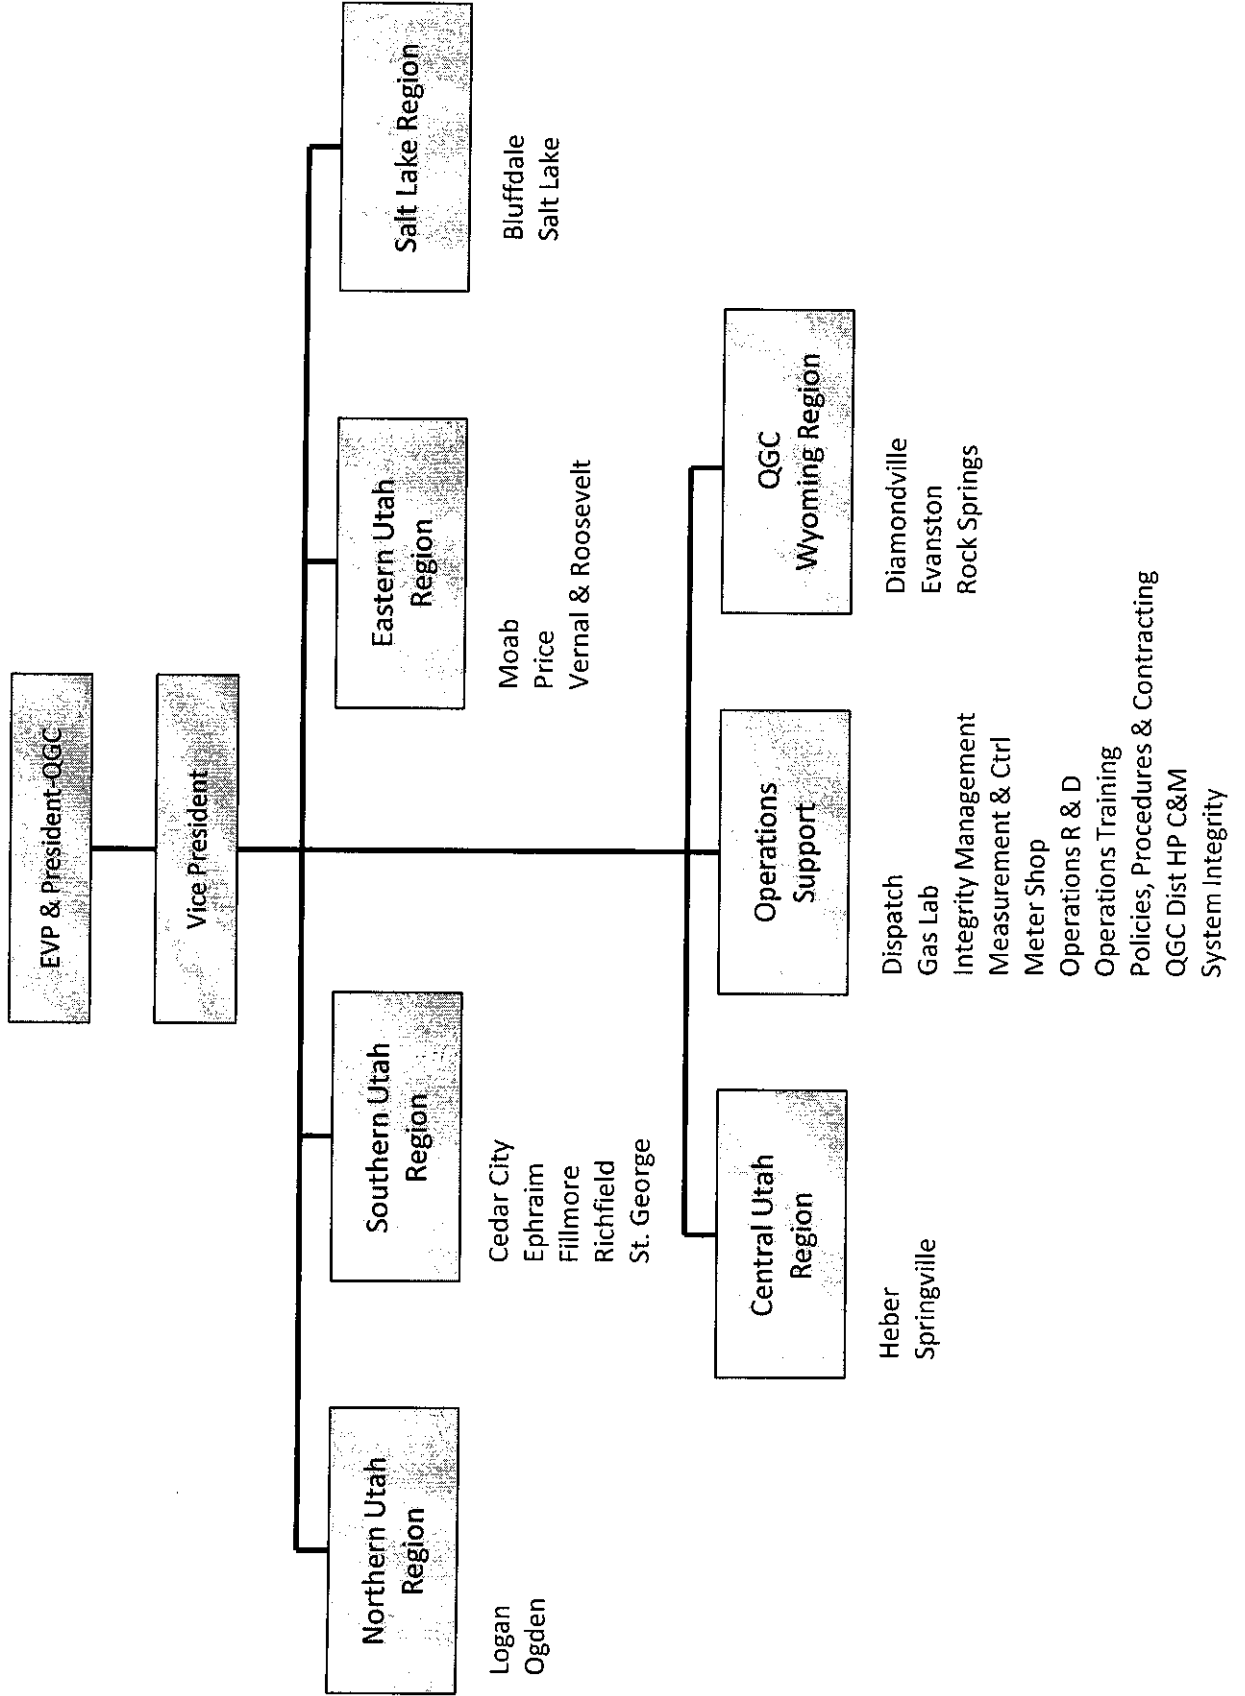 EVP & President-QGC
Vice President
Northern Utah
Region
Logan
Ogden
Southern Utah
Region
Cedar City
Ephraim
Fillmore
Richfield
St. George
Eastern Utah
Region
Moab
Price
Vernal & Roosevelt
Salt Lake Region
Bluffdale
Salt Lake
Central Utah
Region
Heber
Springville
Operations
Support
Dispatch
Gas Lab
Integrity Management
Measurement & Ctrl
Meter Shop
Operations R & D
Operations Training
Policies, Procedures & Contracting
QGC Dist HP C&M
System Integrity
QGC
Wyoming Region
Diamondville
Evanston
Rock Springs